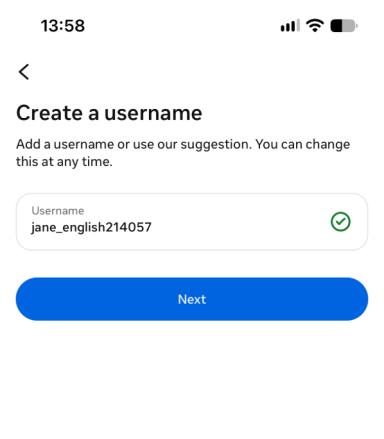 13:58
Create a username
Add a username or use our suggestion. You can change
this at any time.
Username
jane_english214057
Next